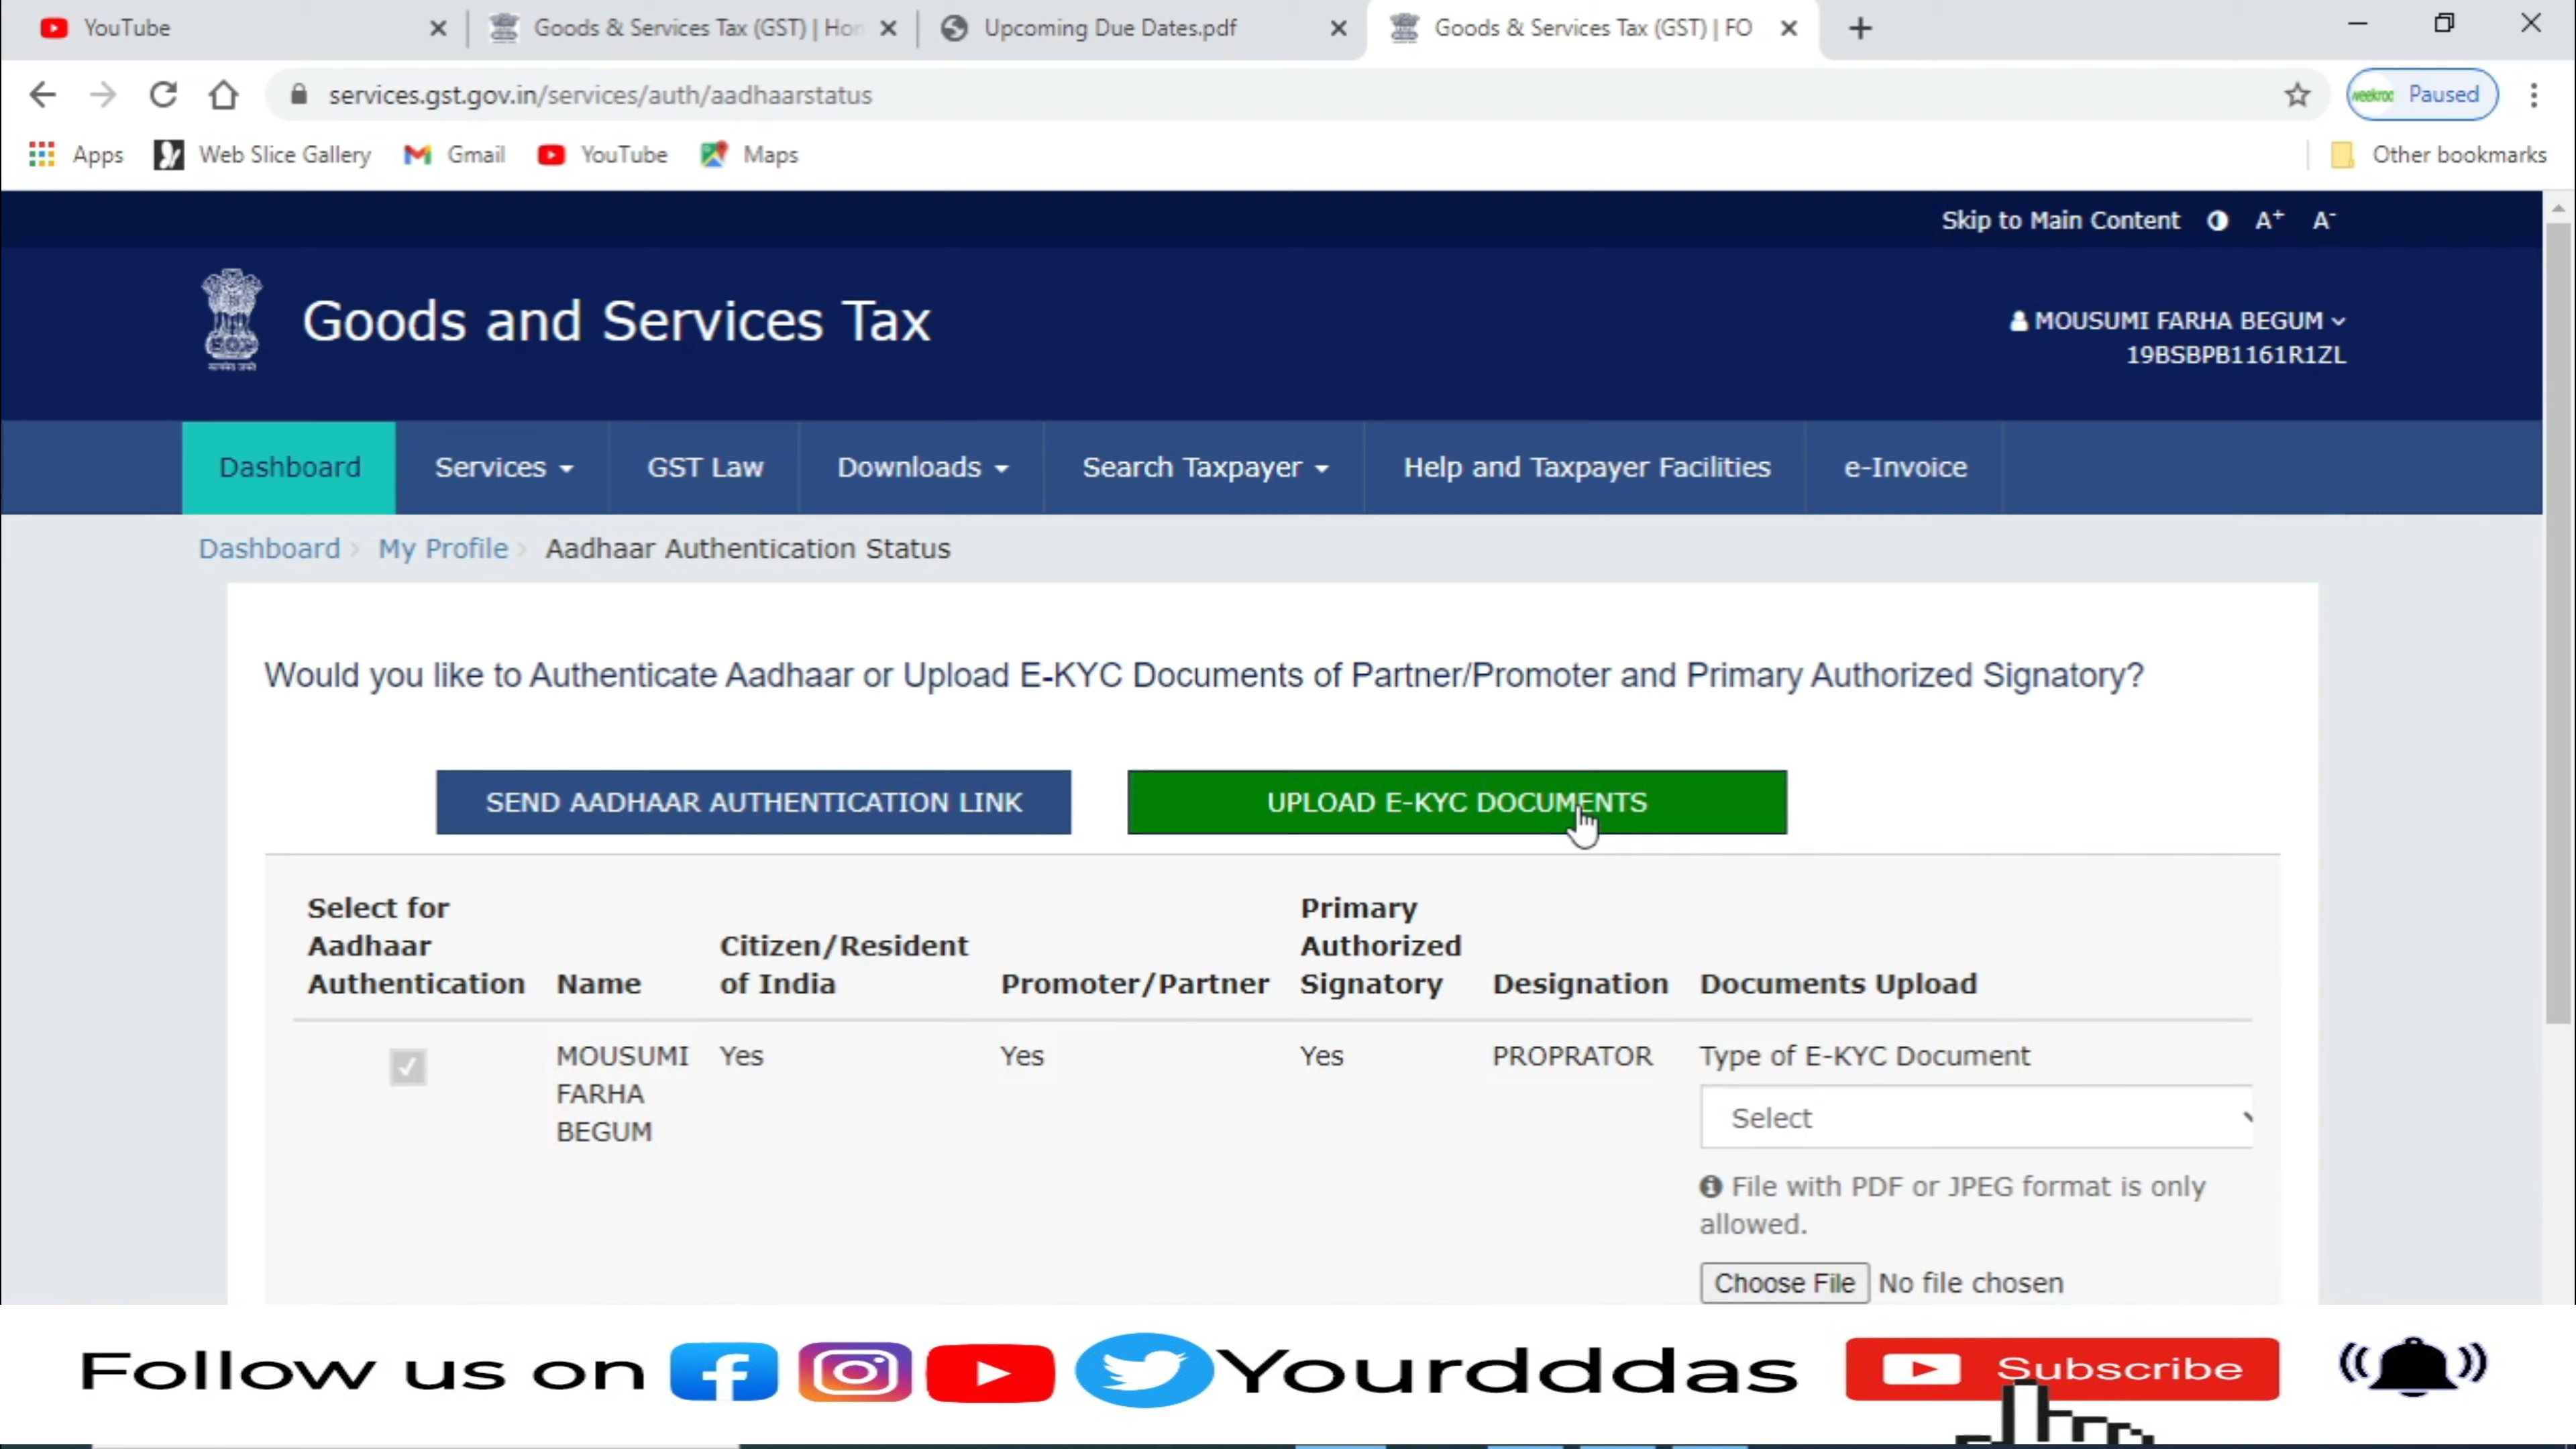 YouTube
Goods & Services Tax (GST) | Hor
Upcoming Due Dates.pdf
Goods & Services Tax (GST) | FO
services.gst.gov.in/services/auth/aadhaarstatus
Paused
Apps
Web Slice Gallery
Gmail
YouTube
Maps
Other bookmarks
Skip to Main Content
A+
A-
Goods and Services Tax
MOUSUMI FARHA BEGUM
19BSBPB1161R1ZL
Dashboard
Services
GST Law
Downloads
Search Taxpayer
Help and Taxpayer Facilities
e-Invoice
Dashboard
My Profile
Aadhaar Authentication Status
Would you like to Authenticate Aadhaar or Upload E-KYC Documents of Partner/Promoter and Primary Authorized Signatory?
SEND AADHAAR AUTHENTICATION LINK
UPLOAD E-KYC DOCUMENTS
Select for
Aadhaar
Authentication
Name
Citizen/Resident
of India
Promoter/Partner
Primary
Authorized
Signatory
Designation
Documents Upload
MOUSUMI
FARHA
BEGUM
Yes
Yes
Yes
PROPRATOR
Type of E-KYC Document
Select
File with PDF or JPEG format is only
allowed.
Choose File No file chosen
Follow us on
Yourdddas
Subscribe